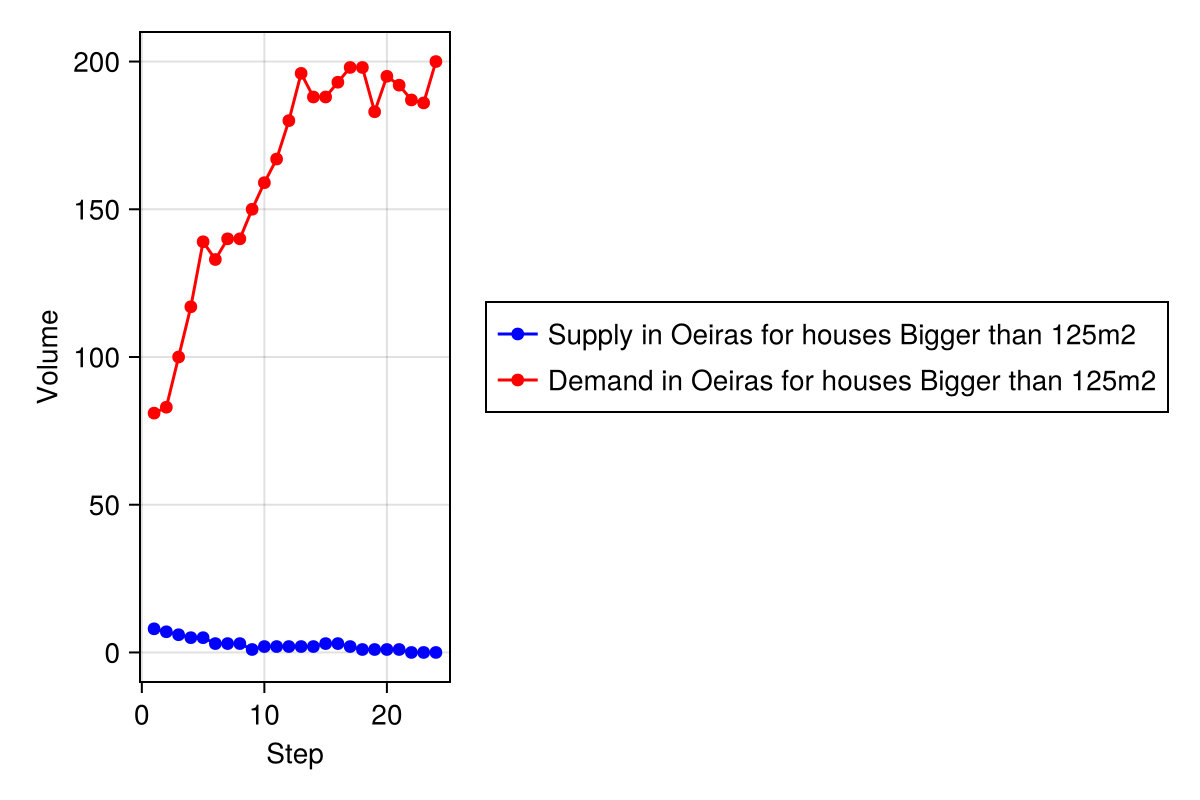 200
150
100
50
0
Volume
0 10 20
Step
Supply in Oeiras for houses Bigger than 125m2
Demand in Oeiras for houses Bigger than 125m2